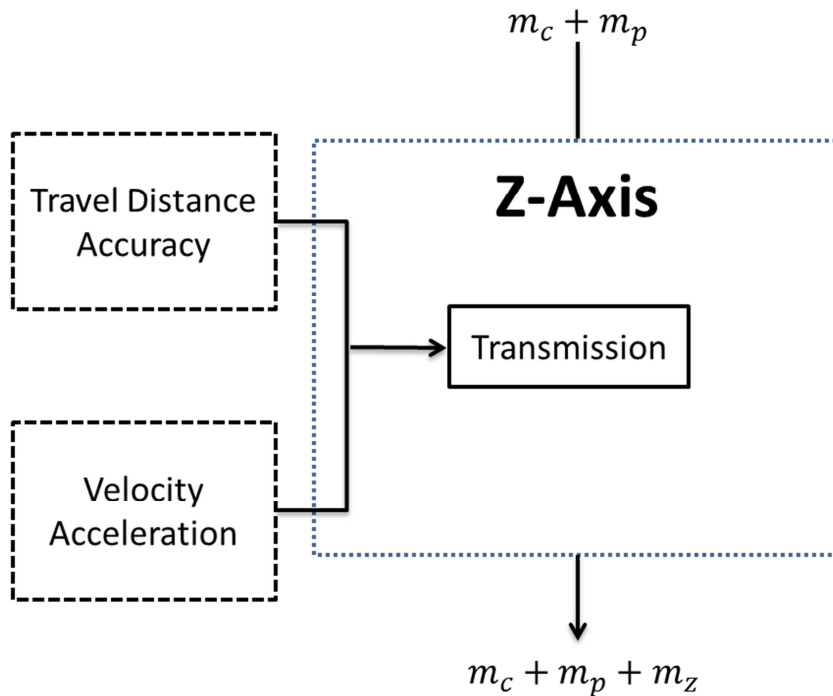 $m_c + m_p$
Z-Axis
Travel Distance
Accuracy
Transmission
Velocity
Acceleration
$m_c + m_p + m_z$